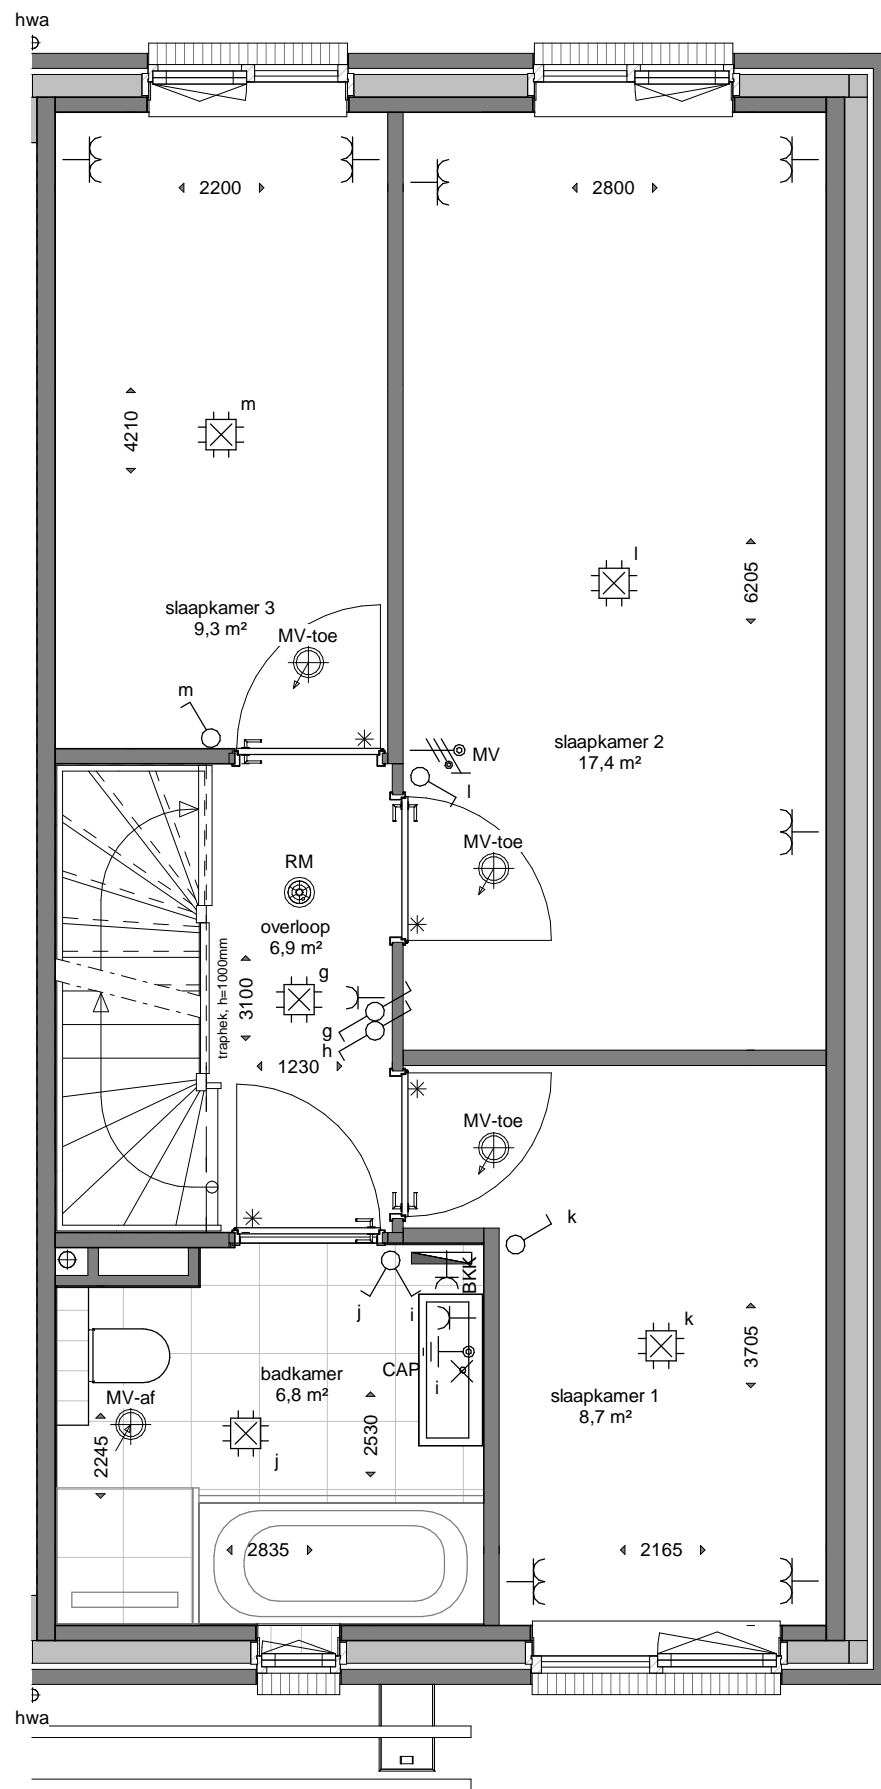 hwa
2200
2800
4210
m
l
6205
slaapkamer 3
9,3 m²
MV-toe
m
MV
l
slaapkamer 2
17,4 m²
MV-toe
RM
overloop
6,9 m²
traphek, h=1000mm
3100
g
g
h
1230
MV-toe
k
BKK
j
i
k
CAP
i
badkamer
6,8 m²
3705
slaapkamer 1
8,7 m²
MV-af
2245
j
2530
2835
2165
hwa